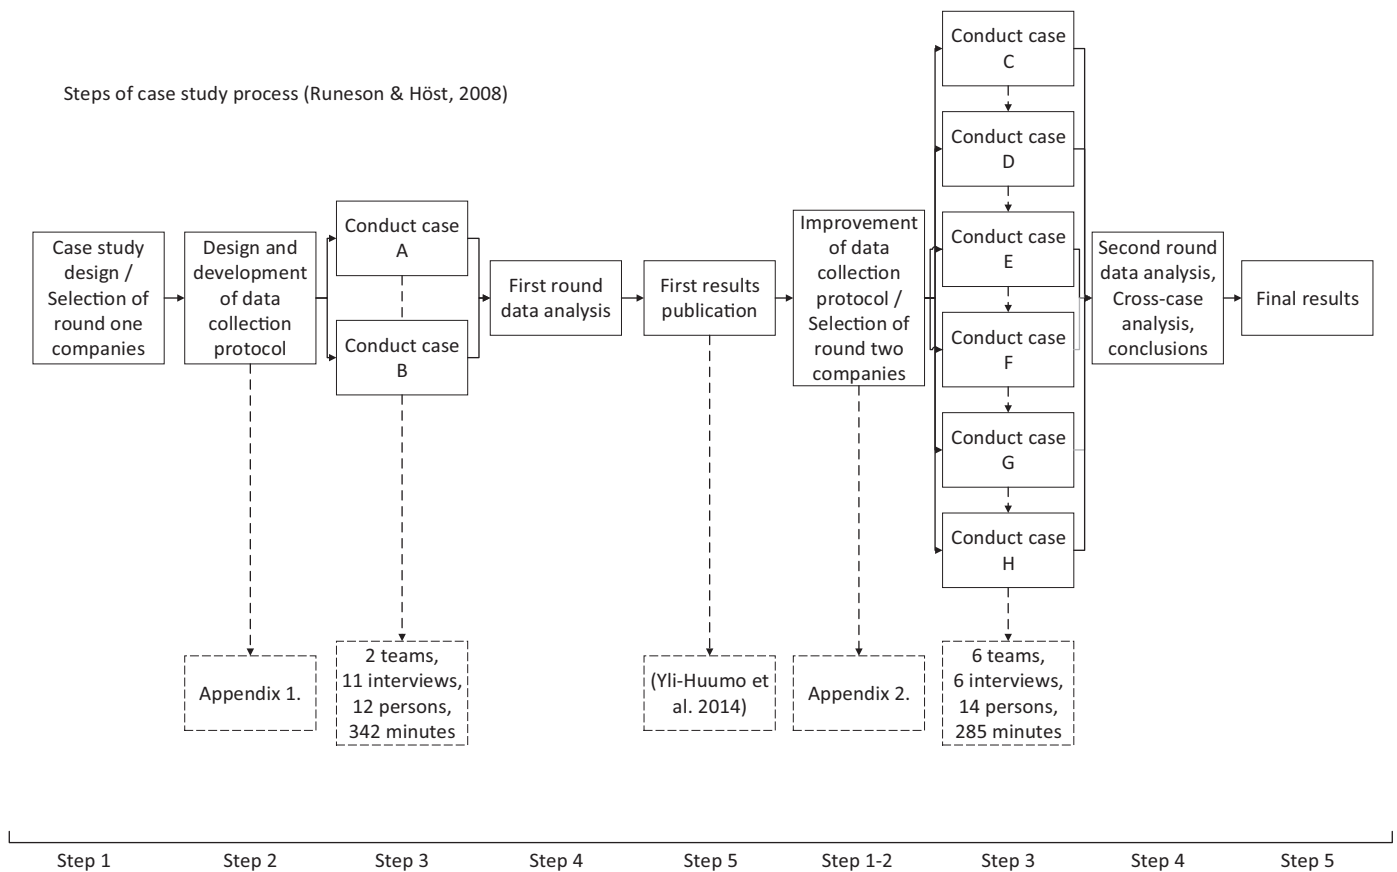 Steps of case study process (Runeson & Höst, 2008)
Case study
design /
Selection of
round one
companies
Design and
development
of data
collection
protocol
Conduct case
A
Conduct case
B
First round
data analysis
First results
publication
Improvement
of data
collection
protocol /
Selection of
round two
companies
Conduct case
C
Conduct case
D
Conduct case
E
Conduct case
F
Conduct case
G
Conduct case
H
Second round
data analysis,
Cross-case
analysis,
conclusions
Final results
Appendix 1.
2 teams,
11 interviews,
12 persons,
342 minutes
(Yli-Huumo et
al. 2014)
Appendix 2.
6 teams,
6 interviews,
14 persons,
285 minutes
Step 1
Step 2
Step 3
Step 4
Step 5
Step 1-2
Step 3
Step 4
Step 5